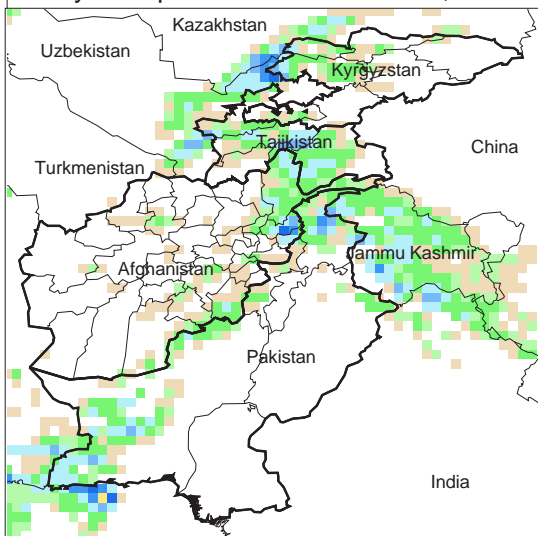 Kazakhstan
Uzbekistan
Kyrgyzstan
Tajikistan
China
Turkmenistan
Jammu Kashmir
Afghanistan
Pakistan
India